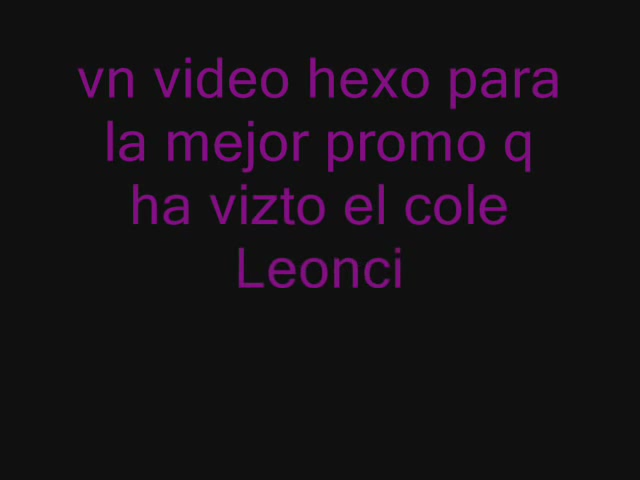 vn video hexo para
la mejor promo q
ha vizto el cole
Leonci